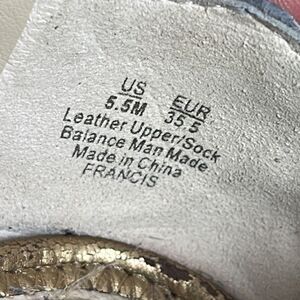 US EUR
5.5M 35.5
Leather Upper/Sock
Balance Man Made
Made in China
FRANCIS